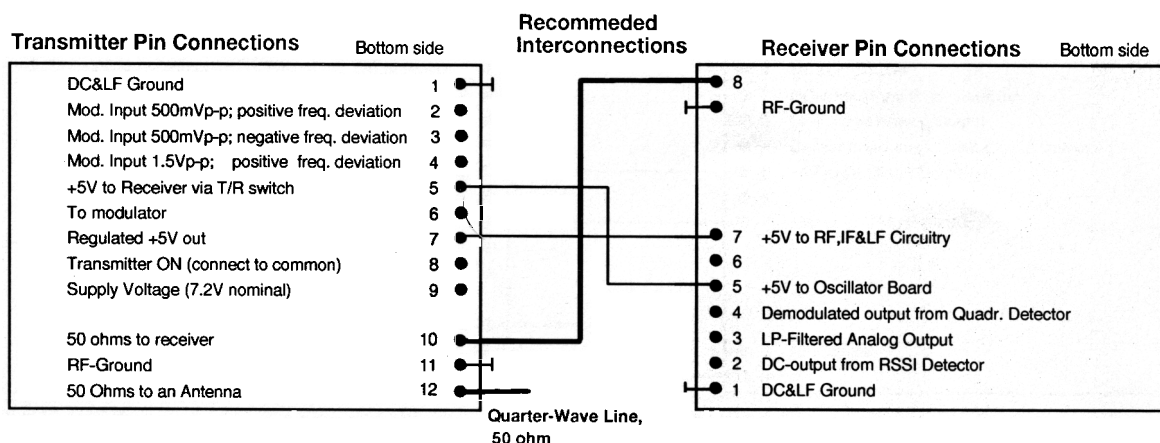 Recommeded
Interconnections
Transmitter Pin Connections Bottom side
DC&LF Ground 1
Mod. Input 500mVp-p; positive freq. deviation 2
Mod. Input 500mVp-p; negative freq. deviation 3
Mod. Input 1.5Vp-p; positive freq. deviation 4
+5V to Receiver via T/R switch 5
To modulator 6
Regulated +5V out 7
Transmitter ON (connect to common) 8
Supply Voltage (7.2V nominal) 9
50 ohms to receiver 10
RF-Ground 11
50 Ohms to an Antenna 12
Quarter-Wave Line,
50 ohm
Receiver Pin Connections Bottom side
8
RF-Ground
7 +5V to RF,IF&LF Circuitry
6
5 +5V to Oscillator Board
4 Demodulated output from Quadr. Detector
3 LP-Filtered Analog Output
2 DC-output from RSSI Detector
1 DC&LF Ground